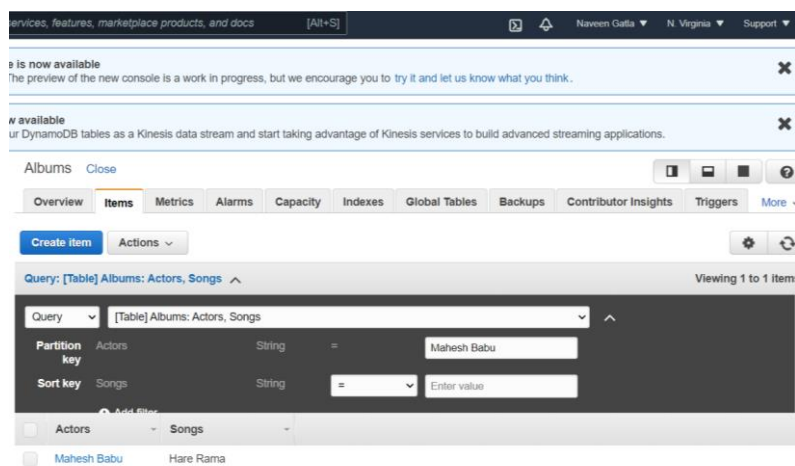 ervices, features, marketplace products, and docs [Alt+S] Naveen Gatla N. Virginia Support
e is now available
The preview of the new console is a work in progress, but we encourage you to try it and let us know what you think.
w available
ur DynamoDB tables as a Kinesis data stream and start taking advantage of Kinesis services to build advanced streaming applications.
Albums Close
Overview Items Metrics Alarms Capacity Indexes Global Tables Backups Contributor Insights Triggers More
Create item Actions
Query: [Table] Albums: Actors, Songs Viewing 1 to 1 item
Query [Table] Albums: Actors, Songs
Partition key Actors String = Mahesh Babu
Sort key Songs String = Enter value
Add filter
Actors Songs
Mahesh Babu Hare Rama